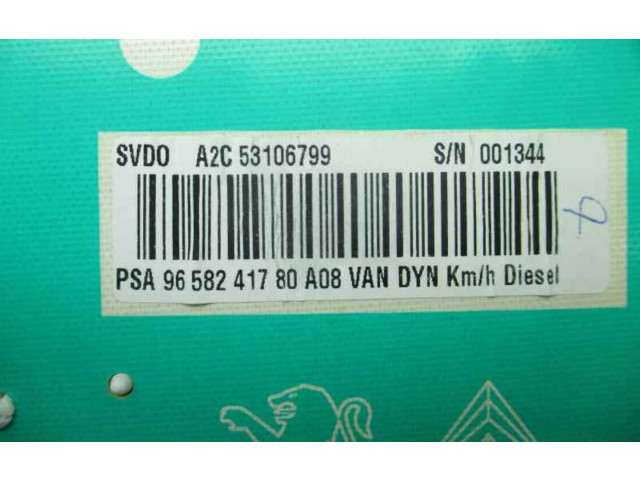 SVDO A2C 53106799 S/N 001344
PSA 96 582 417 80 A08 VAN DYN Km/h Diesel